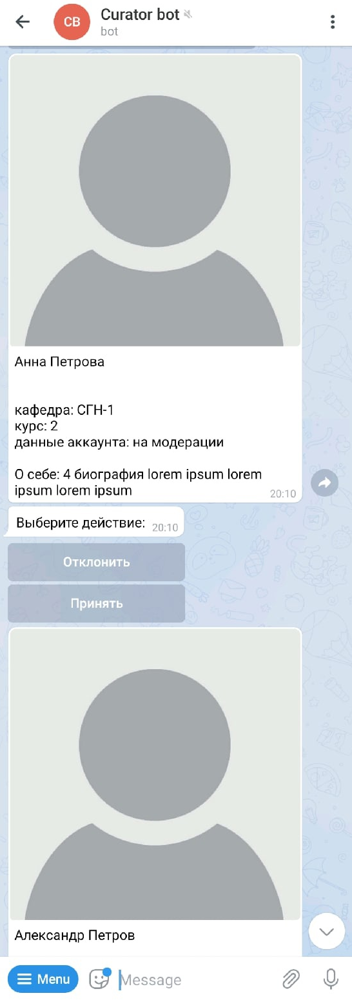 CB
Curator bot
bot
Анна Петрова
кафедра: СГН-1
курс: 2
данные аккаунта: на модерации
О себе: 4 биография lorem ipsum lorem
ipsum lorem ipsum
20:10
Выберите действие:
20:10
Отклонить
Принять
Александр Петров
Menu
Message